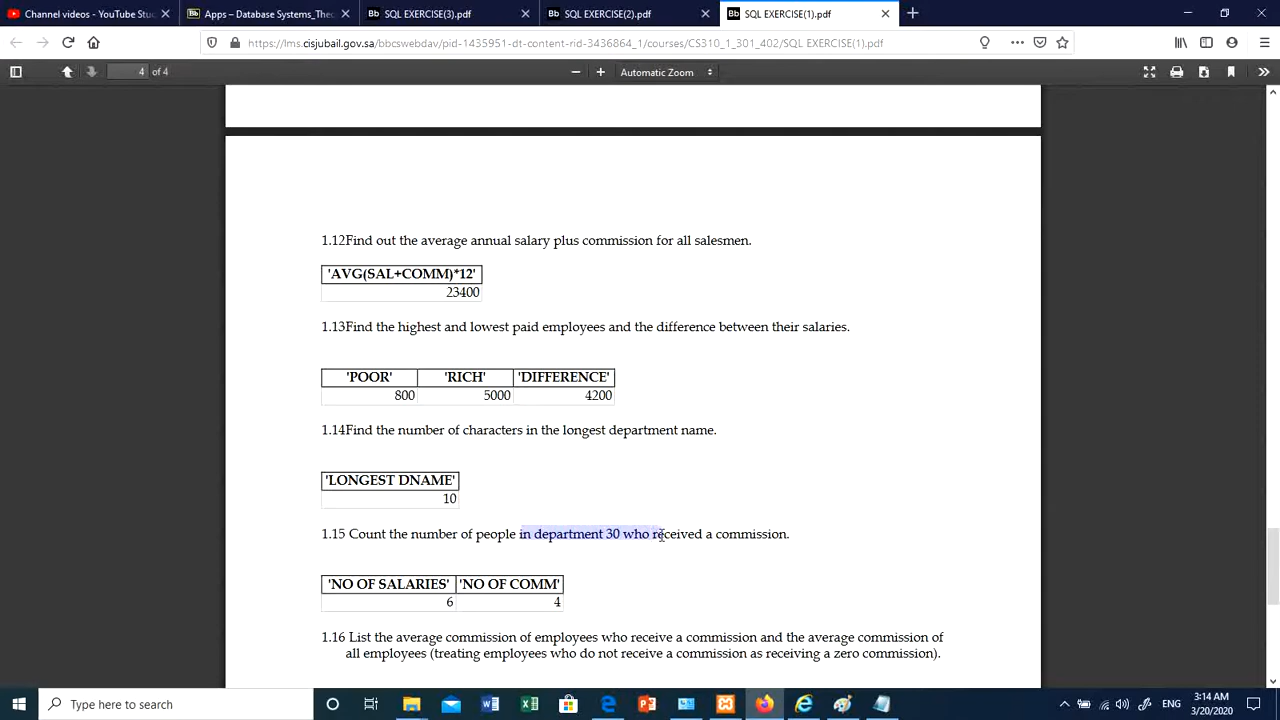 Channel videos - YouTube Stu
Apps – Database Systems_The
SQL EXERCISE(3).pdf
SQL EXERCISE(2).pdf
SQL EXERCISE(1).pdf
https://lms.cisjubail.gov.sa/bbcswebdav/pid-1435951-dt-content-rid-3436864_1/courses/CS310_1_301_402/SQL EXERCISE(1).pdf
4 of 4
Automatic Zoom
1.12Find out the average annual salary plus commission for all salesmen.
'AVG(SAL+COMM)*12'
23400
1.13Find the highest and lowest paid employees and the difference between their salaries.
'POOR' 'RICH' 'DIFFERENCE'
800 5000 4200
1.14Find the number of characters in the longest department name.
'LONGEST DNAME'
10
1.15 Count the number of people in department 30 who received a commission.
'NO OF SALARIES' 'NO OF COMM'
6 4
1.16 List the average commission of employees who receive a commission and the average commission of
all employees (treating employees who do not receive a commission as receiving a zero commission).
Type here to search
ENG
3:14 AM
3/20/2020